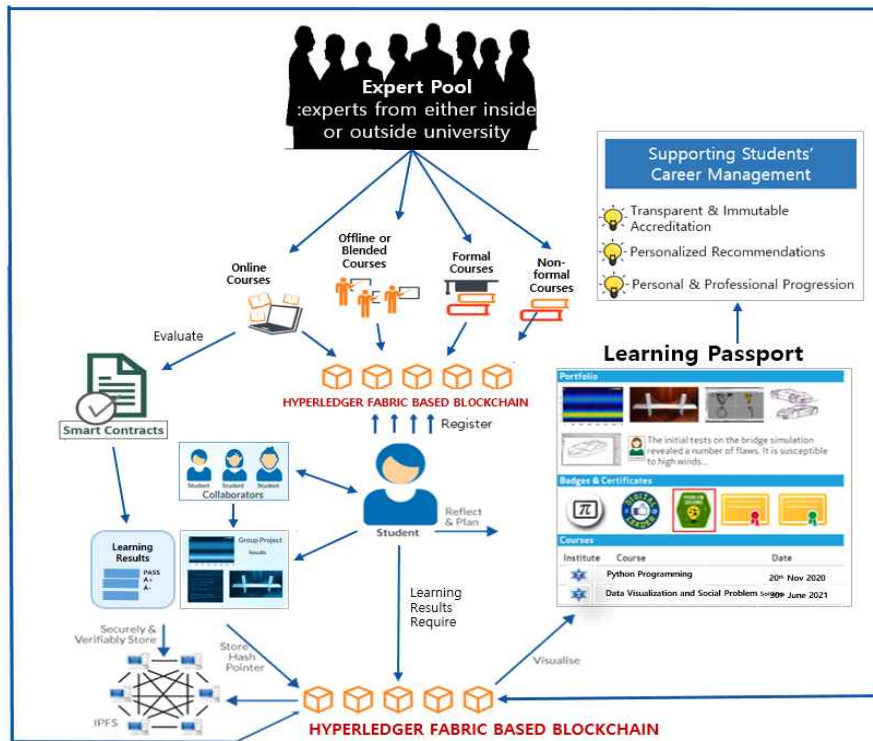 Expert Pool
:experts from either inside
or outside university
Supporting Students'
Career Management
Transparent & Immutable
Accreditation
Personalized Recommendations
Personal & Professional Progression
Online
Courses
Offline or
Blended
Courses
Formal
Courses
Non-
formal
Courses
Evaluate
Smart Contracts
HYPERLEDGER FABRIC BASED BLOCKCHAIN
Register
Student Student Student
Collaborators
Student
Reflect
& Plan
Learning Passport
Portfolio
The initial tests on the bridge simulation
revealed a number of flaws. It is susceptible
to high winds...
Badges & Certificates
π
DIGITAL
LEADER
PROBLEM
SOLVING
Courses
Institute Course Date
Python Programming 20th Nov 2020
Data Visualization and Social Problem 30th June 2021
Learning
Results
PASS
A+
A-
Group Project
Results
Learning
Results
Require
Securely &
Verifiably Store
Store
Hash
Pointer
Visualise
IPFS
HYPERLEDGER FABRIC BASED BLOCKCHAIN